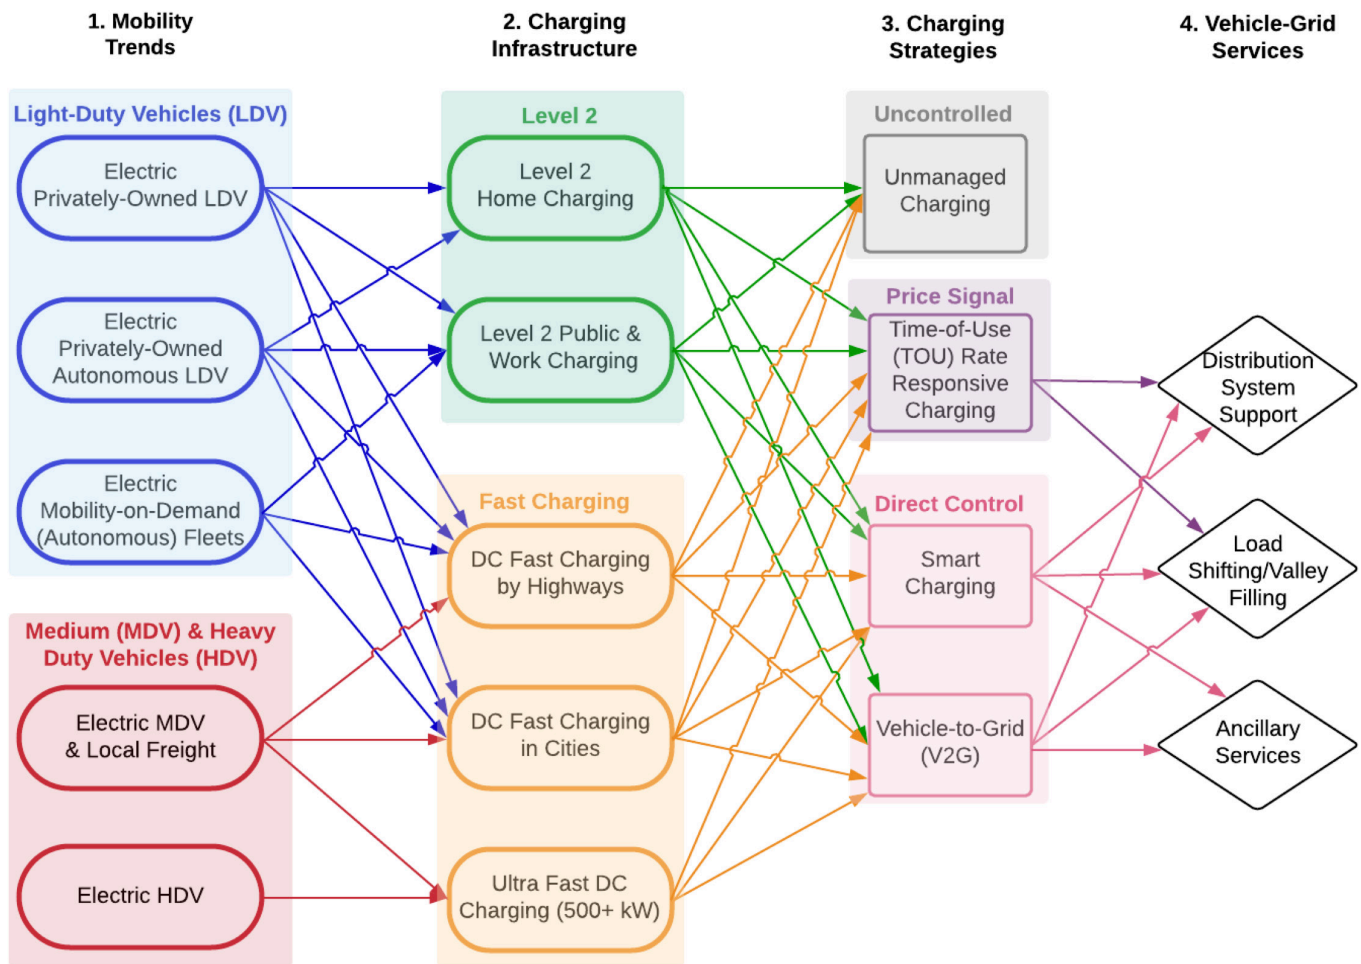 1. Mobility
Trends
2. Charging
Infrastructure
3. Charging
Strategies
4. Vehicle-Grid
Services
Light-Duty Vehicles (LDV)
Electric
Privately-Owned LDV
Electric
Privately-Owned
Autonomous LDV
Electric
Mobility-on-Demand
(Autonomous) Fleets
Medium (MDV) & Heavy
Duty Vehicles (HDV)
Electric MDV
& Local Freight
Electric HDV
Level 2
Level 2
Home Charging
Level 2 Public &
Work Charging
Fast Charging
DC Fast Charging
by Highways
DC Fast Charging
in Cities
Ultra Fast DC
Charging (500+ kW)
Uncontrolled
Unmanaged
Charging
Price Signal
Time-of-Use
(TOU) Rate
Responsive
Charging
Direct Control
Smart
Charging
Vehicle-to-Grid
(V2G)
Distribution
System
Support
Load
Shifting/Valley
Filling
Ancillary
Services